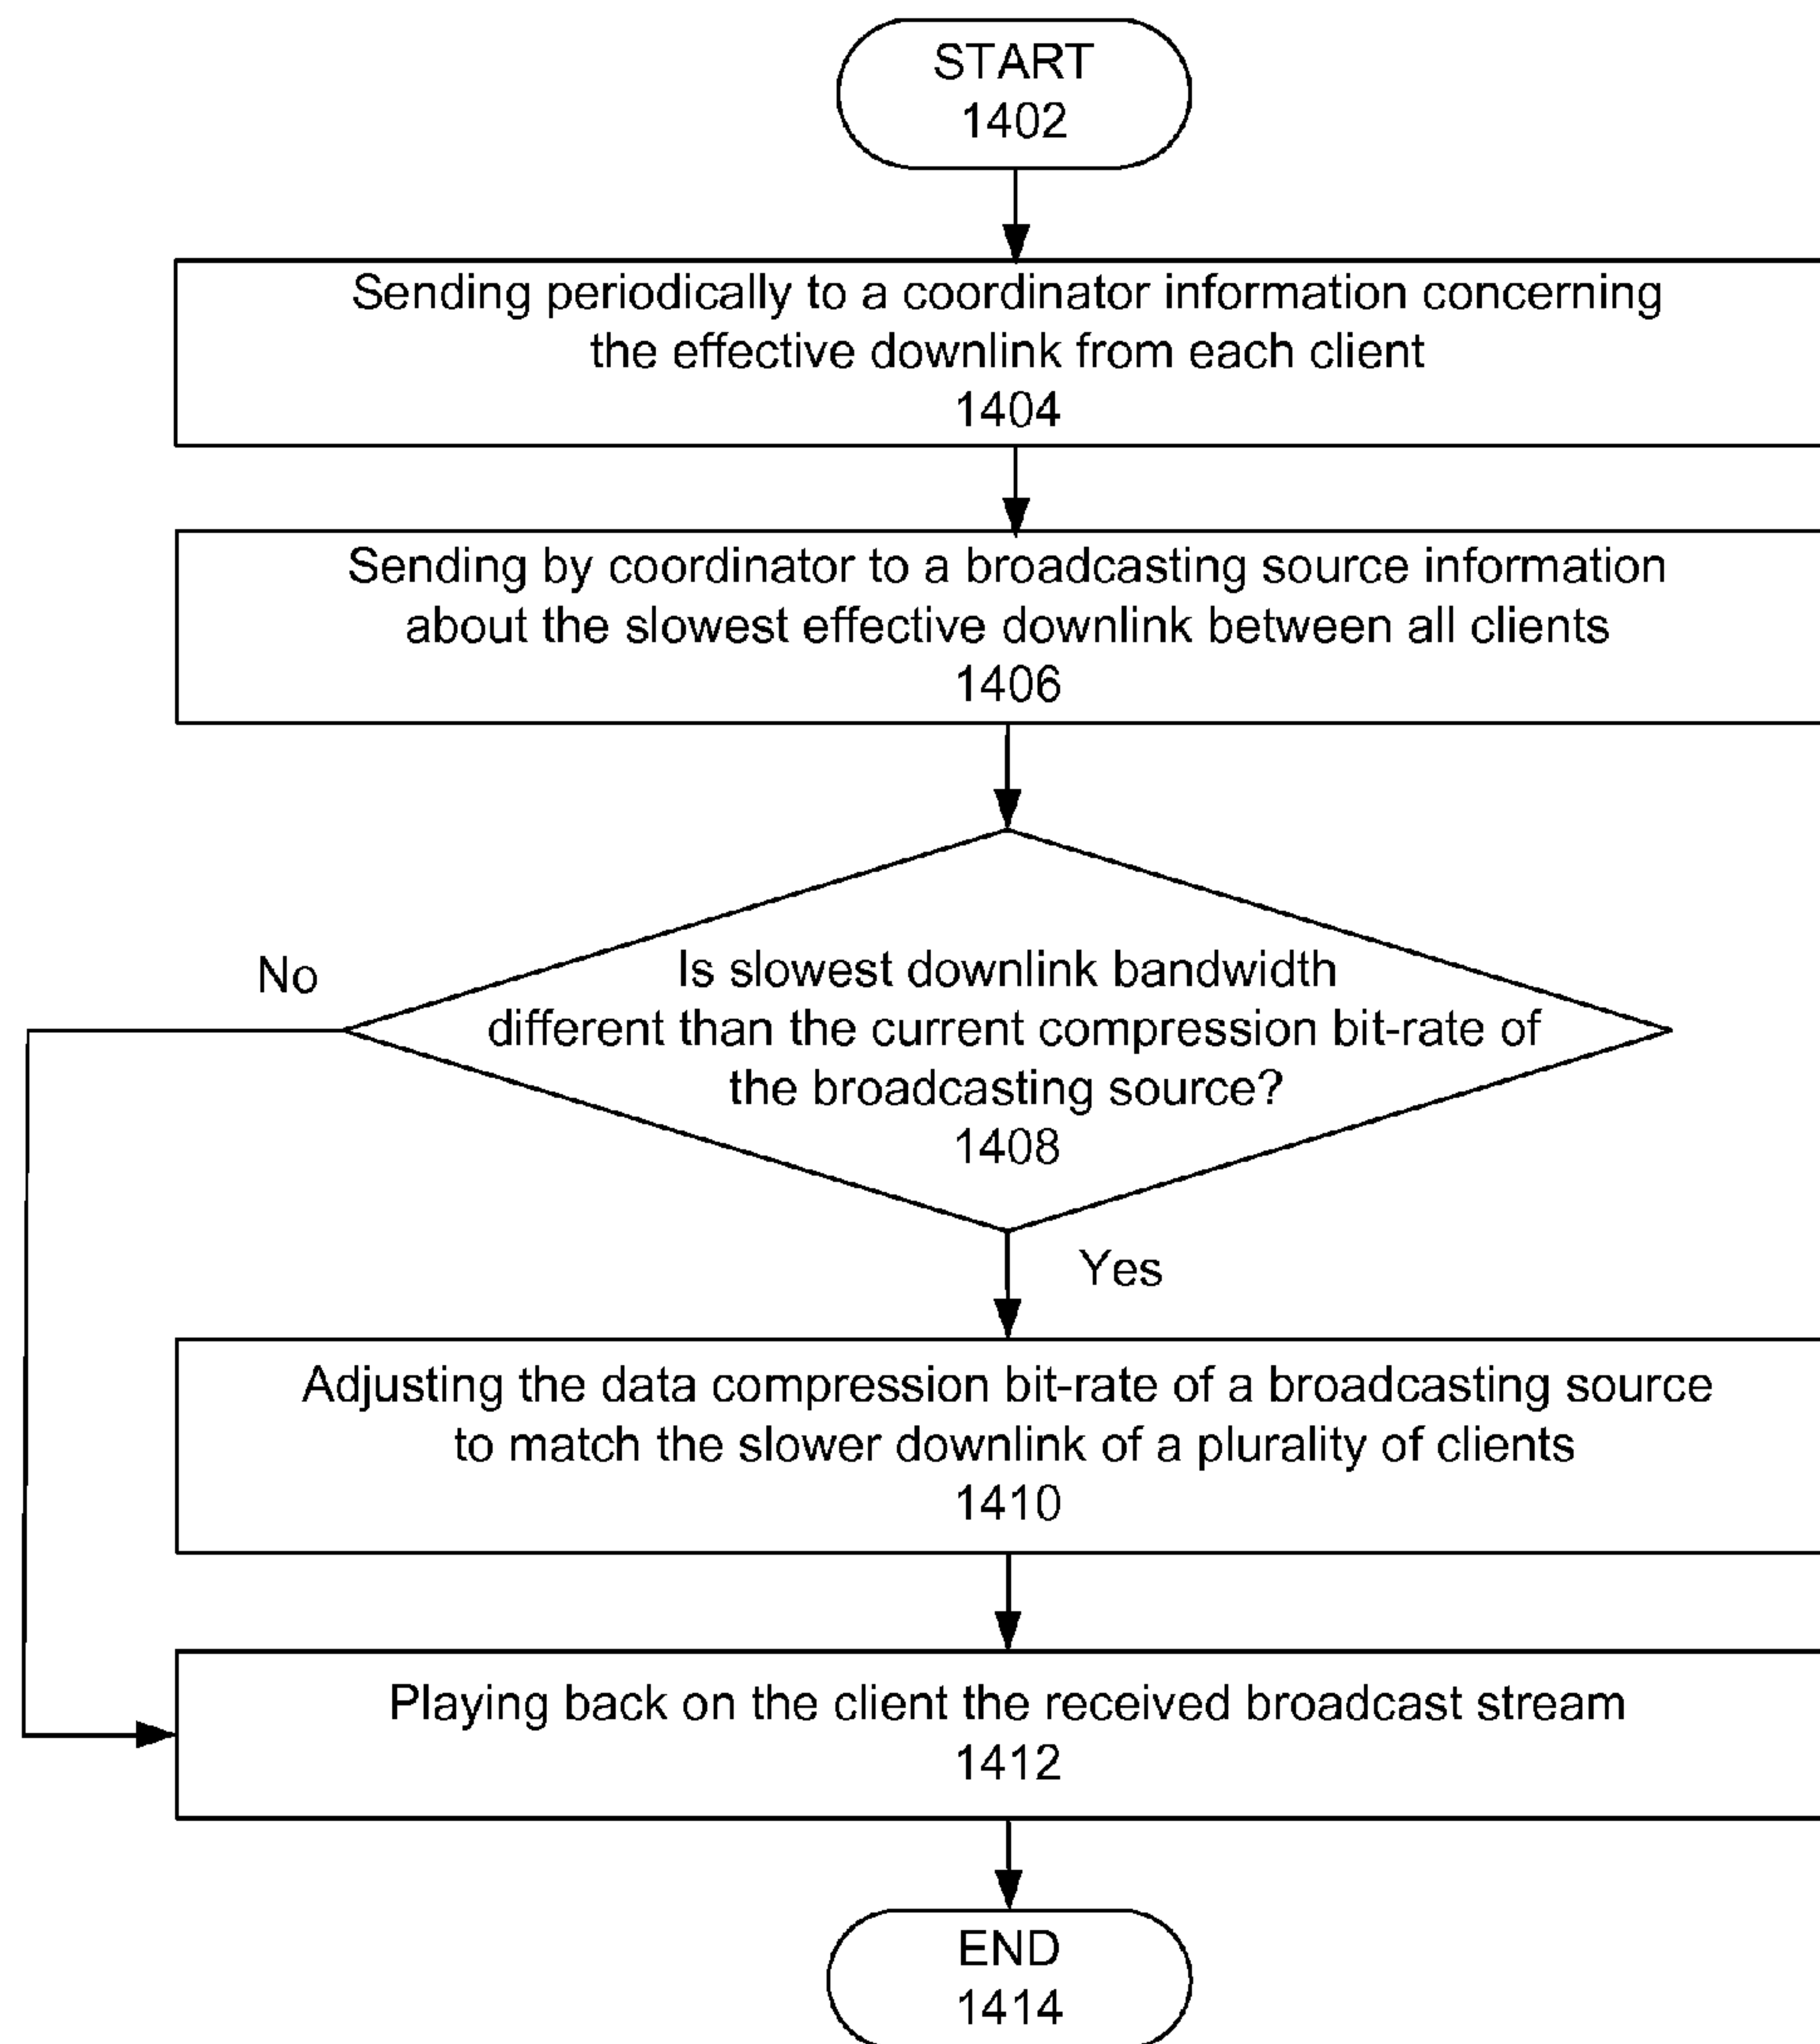 START
1402
Sending periodically to a coordinator information concerning
the effective downlink from each client
1404
Sending by coordinator to a broadcasting source information
about the slowest effective downlink between all clients
1406
No
Is slowest downlink bandwidth
different than the current compression bit-rate of
the broadcasting source?
1408
Yes
Adjusting the data compression bit-rate of a broadcasting source
to match the slower downlink of a plurality of clients
1410
Playing back on the client the received broadcast stream
1412
END
1414